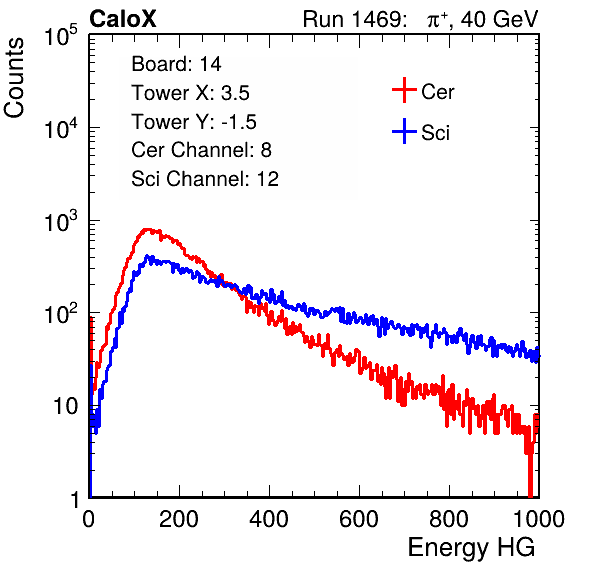 CaloX Run 1469: π⁺, 40 GeV
Counts
10⁵
10⁴
10³
10²
10
1
Board: 14
Tower X: 3.5
Tower Y: -1.5
Cer Channel: 8
Sci Channel: 12
Cer
Sci
0 200 400 600 800 1000
Energy HG